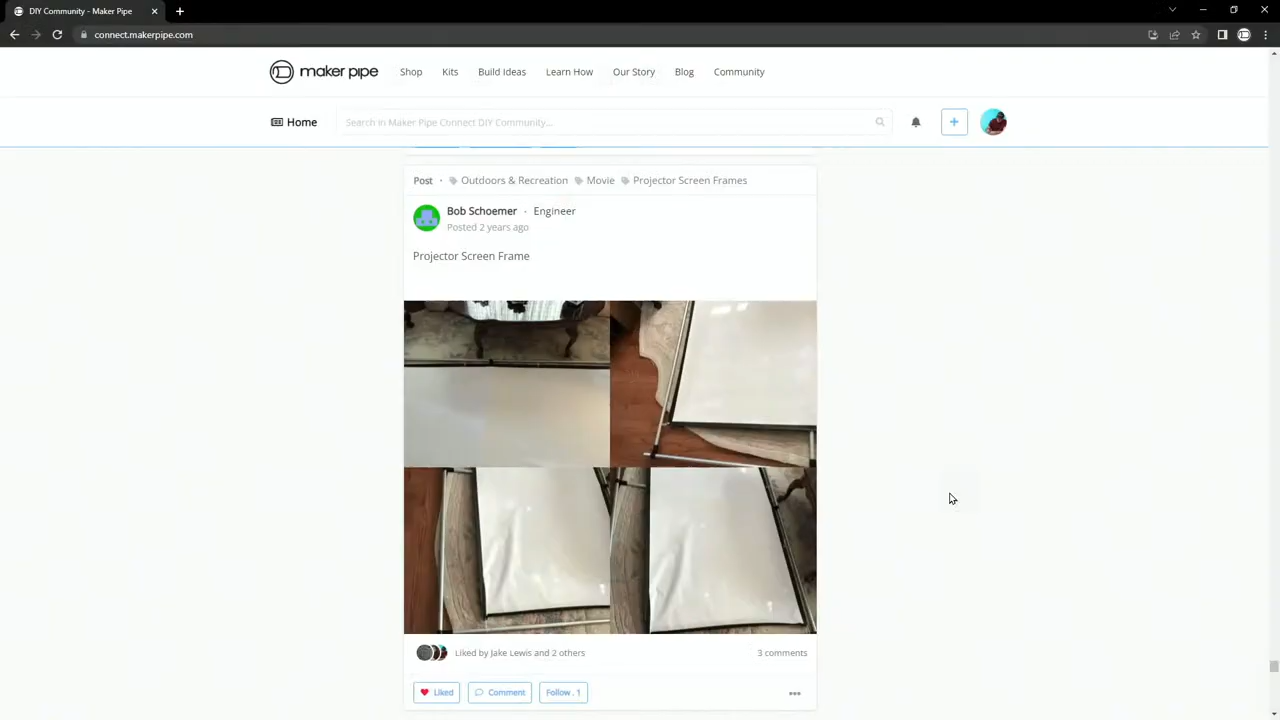 DIY Community - Maker Pipe
connect.makerpipe.com
maker pipe Shop Kits Build Ideas Learn How Our Story Blog Community
Home Search in Maker Pipe Connect DIY Community...
Post · Outdoors & Recreation Movie Projector Screen Frames
Bob Schoemer · Engineer
Posted 2 years ago
Projector Screen Frame
Liked by Jake Lewis and 2 others 3 comments
Liked Comment Follow . 1